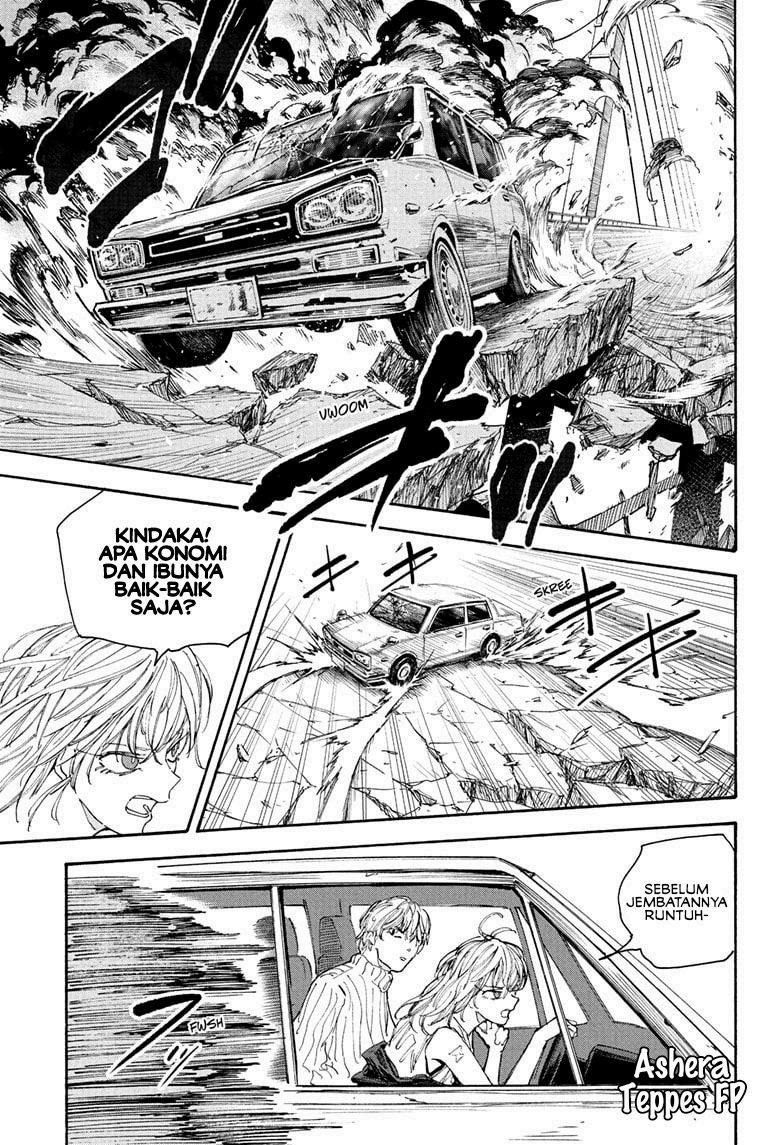 VWOOM
SKREE
KINDAKA!
APA KONOMI
DAN IBUNYA
BAIK-BAIK
SAJA?
SEBELUM
JEMBATANNYA
RUNTUH-
FWSH
Ashera
Teppes FP